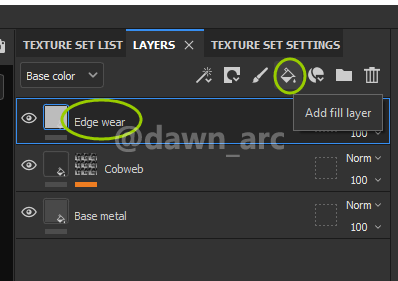 TEXTURE SET LIST LAYERS × TEXTURE SET SETTINGS
Base color
Add fill layer
Edge wear
100
@dawn_arc
Norm
Cobweb
100
Norm
Base metal
100